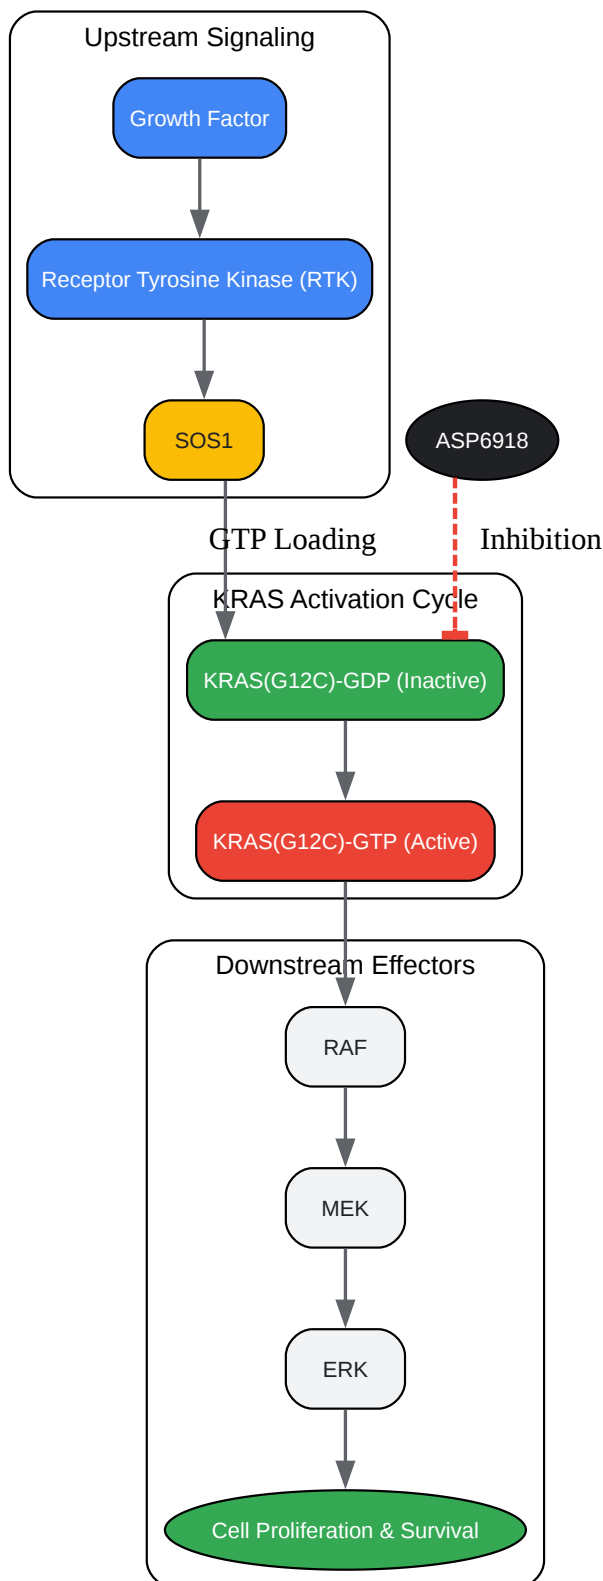 Upstream Signaling
Growth Factor
Receptor Tyrosine Kinase (RTK)
SOS1
ASP6918
GTP Loading
Inhibition
KRAS Activation Cycle
KRAS(G12C)-GDP (Inactive)
KRAS(G12C)-GTP (Active)
Downstream Effectors
RAF
MEK
ERK
Cell Proliferation & Survival